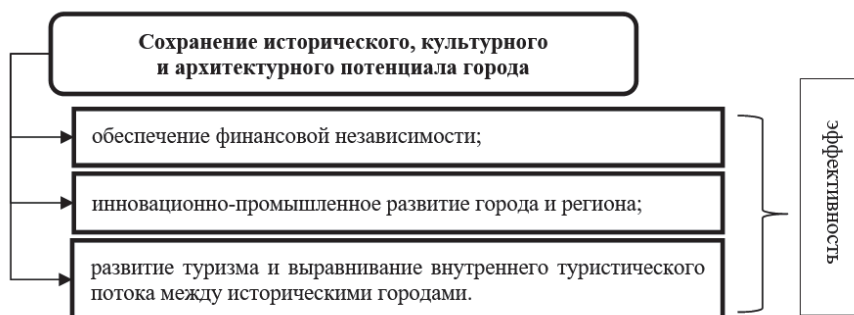 Сохранение исторического, культурного
и архитектурного потенциала города
обеспечение финансовой независимости;
инновационно-промышленное развитие города и региона;
развитие туризма и выравнивание внутреннего туристического
потока между историческими городами.
эффективность